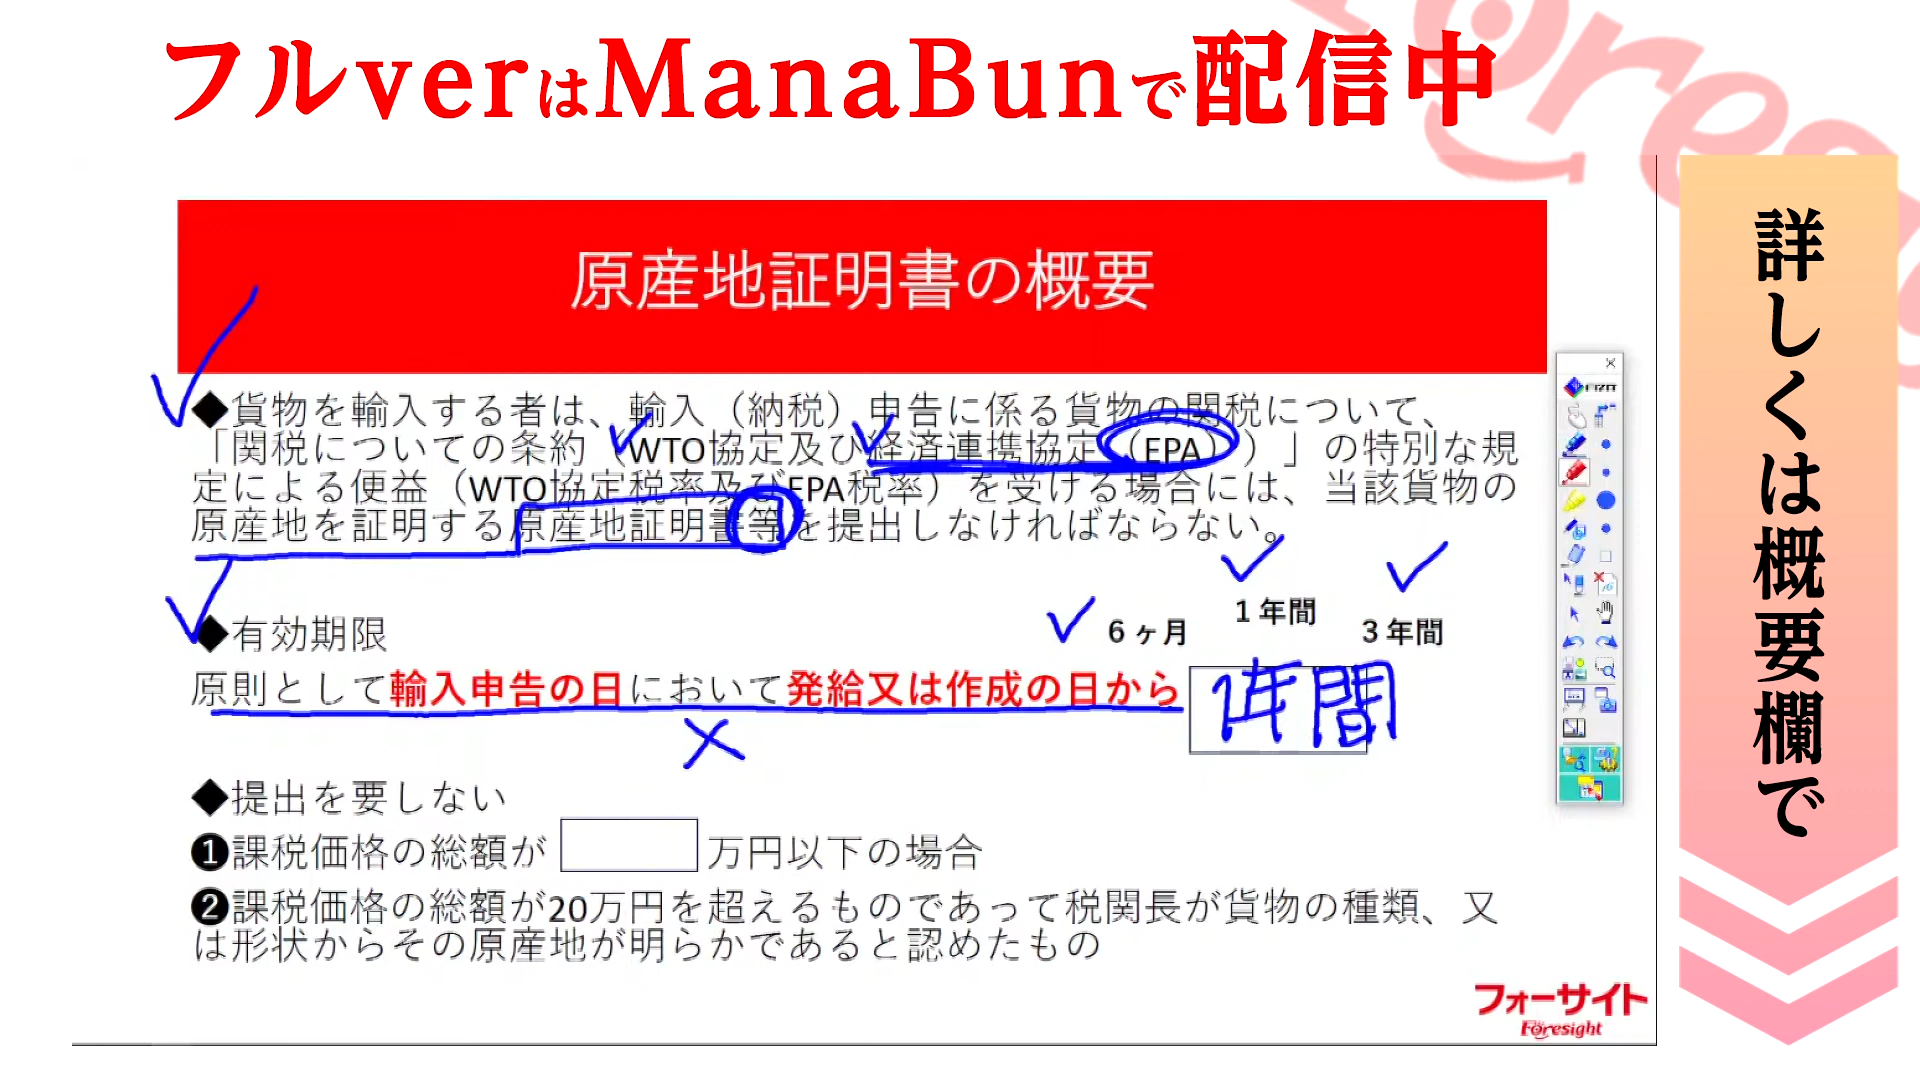 フルverはManaBunで配信中
原産地証明書の概要
◆貨物を輸入する者は、輸入（納税）申告に係る貨物の関税について、
「関税についての条約（WTO協定及び経済連携協定（EPA））」の特別な規
定による便益（WTO協定税率及びEPA税率）を受ける場合には、当該貨物の
原産地を証明する原産地証明書等を提出しなければならない。
◆有効期限
6ヶ月
1年間
3年間
原則として輸入申告の日において発給又は作成の日から
1年間
◆提出を要しない
❶課税価格の総額が 万円以下の場合
❷課税価格の総額が20万円を超えるものであって税関長が貨物の種類、又
は形状からその原産地が明らかであると認めたもの
フォーサイト
Foresight
詳しくは概要欄で